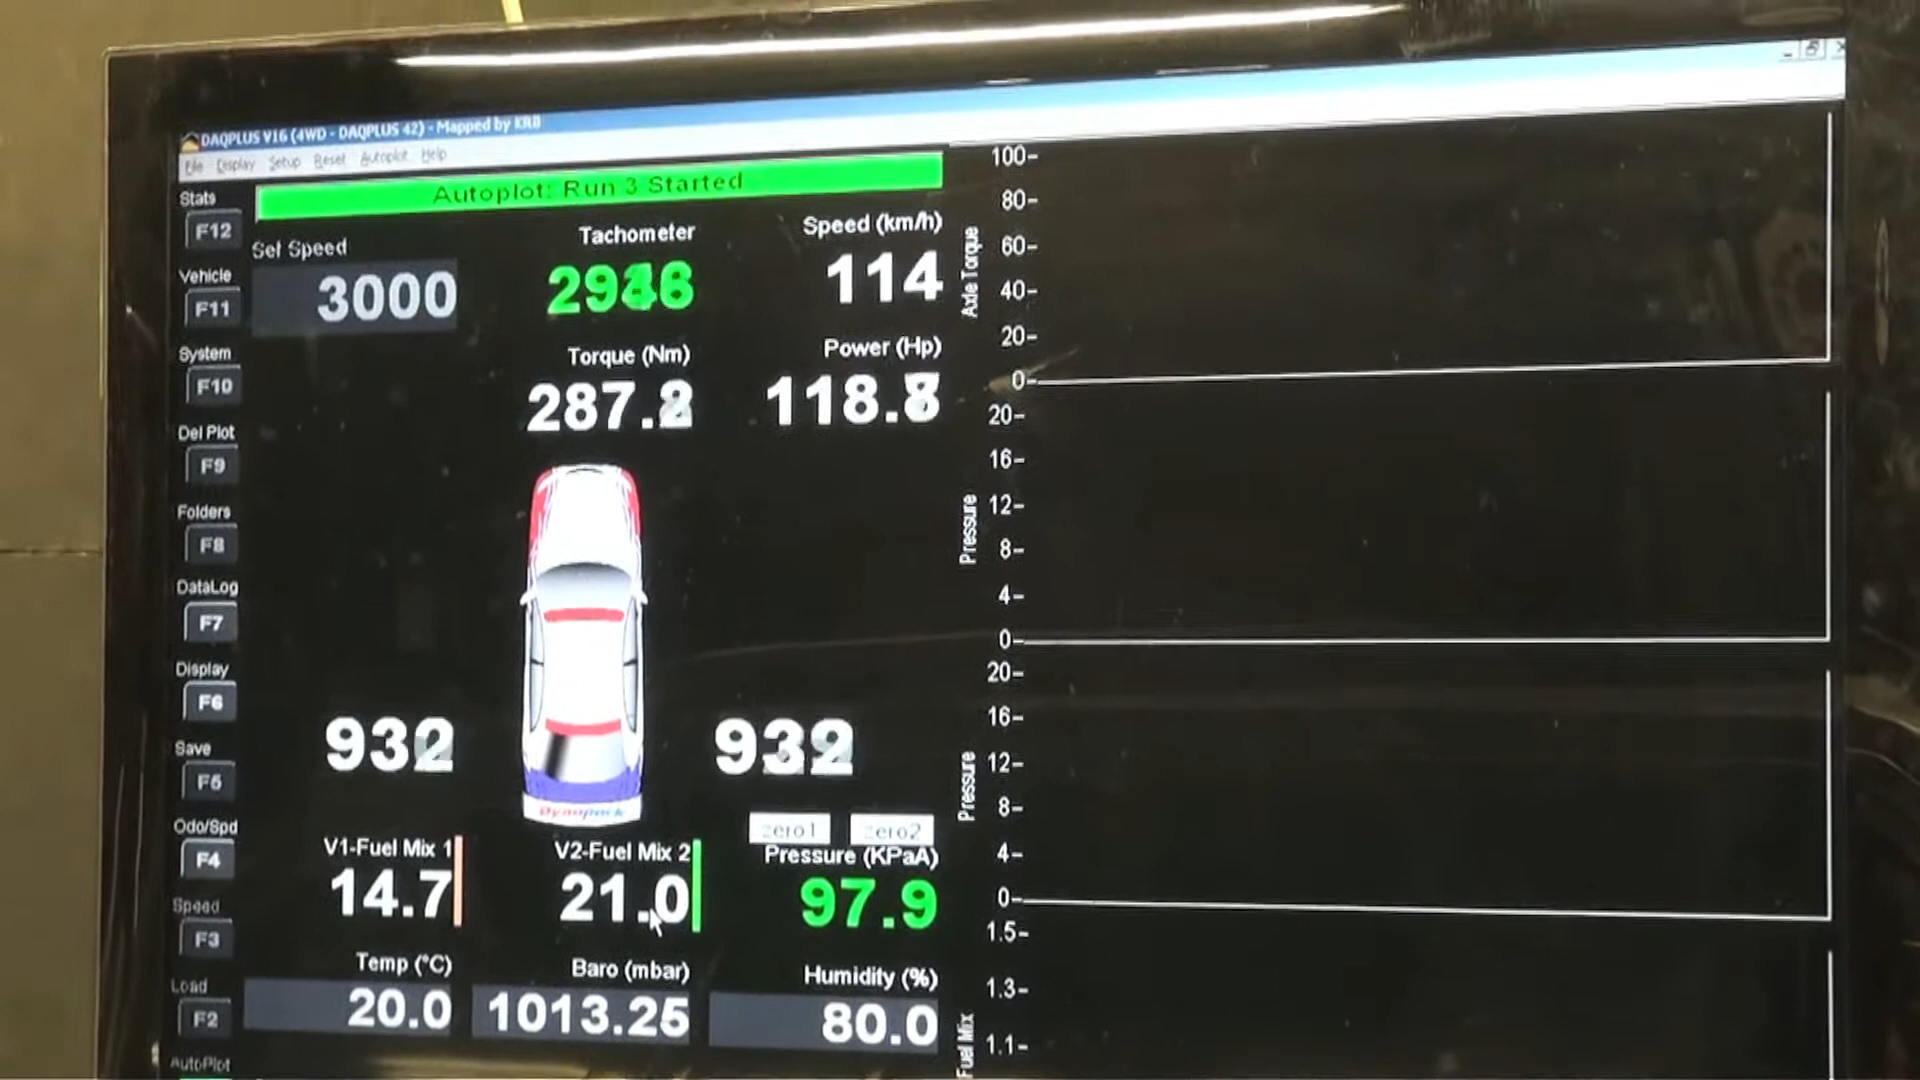 DAQPLUS V16 (4WD - DAQPLUS 42) - Mapped by KRB
File Display Setup Reset Autoplot Help
Autoplot: Run 3 Started
Stats
F12
Set Speed
3000
Tachometer
Speed (km/h)
114
Vehicle
F11
Torque (Nm)
Power (Hp)
System
F10
Del Plot
F9
Folders
F8
DataLog
F7
Display
F6
Save
F5
Odo/Spd
F4
Speed
F3
Load
F2
AutoPlot
Dynapack
zero1 zero2
V1-Fuel Mix 1
14.7
V2-Fuel Mix 2
21.0
Pressure (KPaA)
97.9
Temp (°C)
20.0
Baro (mbar)
1013.25
Humidity (%)
80.0
Axle Torque
100
80
60
40
20
0
Pressure
20
16
12
8
4
0
Pressure
20
16
12
8
4
0
Fuel Mix
1.5
1.3
1.1